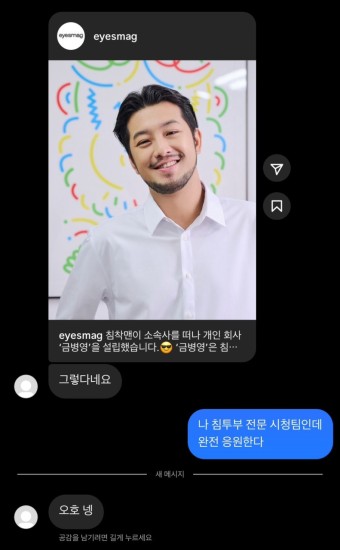 eyesmag
eyesmag
eyesmag 침착맨이 소속사를 떠나 개인 회사
‘금병영’을 설립했습니다.😎 ‘금병영’은 침…
그렇다네요
나 침투부 전문 시청팀인데
완전 응원한다
새 메시지
오호 넹
공감을 남기려면 길게 누르세요